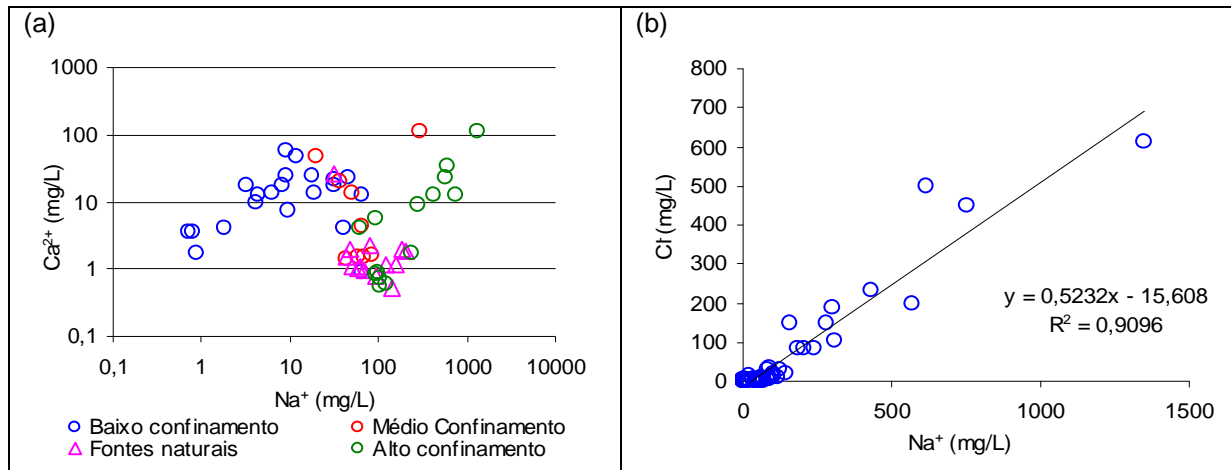 (a)
1000
100
10
1
0,1
Ca²⁺ (mg/L)
0,1 1 10 100 1000 10000
Na⁺ (mg/L)
Baixo confinamento
Médio Confinamento
Fontes naturais
Alto confinamento
(b)
800
700
600
500
400
300
200
100
0
Cl⁻ (mg/L)
y = 0,5232x - 15,608
R² = 0,9096
0 500 1000 1500
Na⁺ (mg/L)